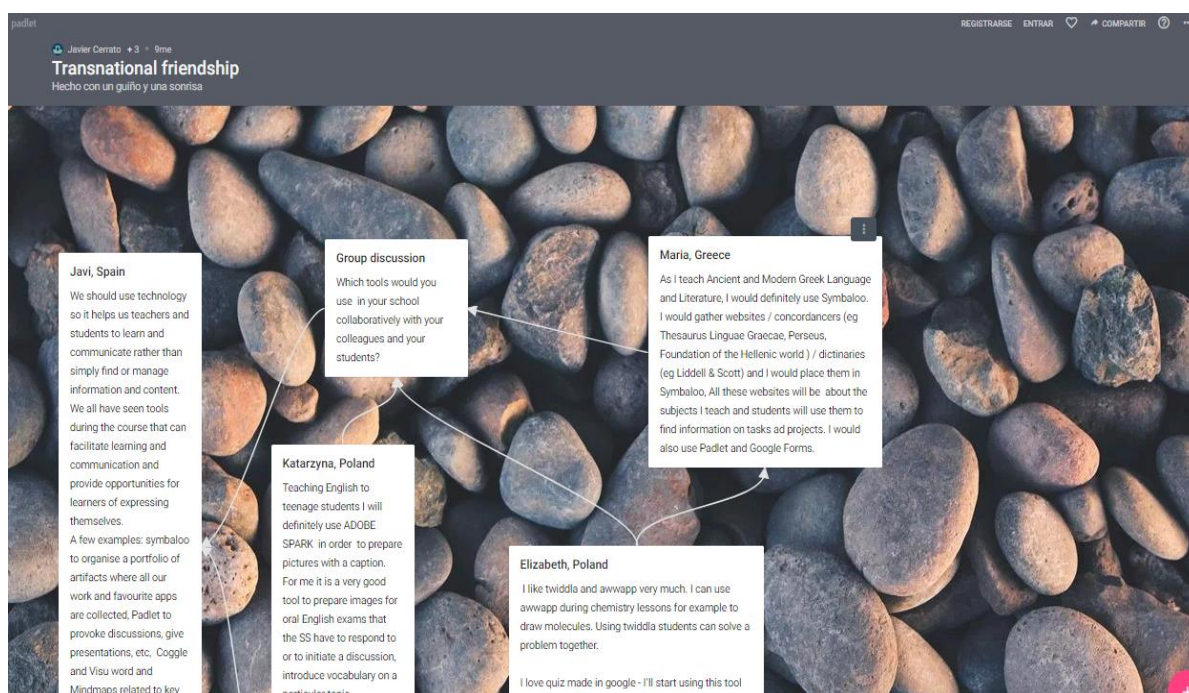 padlet
REGISTRARSE ENTRAR COMPARTIR
Javier Cerrato +3 • 9me
Transnational friendship
Hecho con un guiño y una sonrisa
Javi, Spain
We should use technology
so it helps us teachers and
students to learn and
communicate rather than
simply find or manage
information and content.
We all have seen tools
during the course that can
facilitate learning and
communication and
provide opportunities for
learners of expressing
themselves.
A few examples: symbaloo
to organise a portfolio of
artifacts where all our
work and favourite apps
are collected, Padlet to
provoke discussions, give
presentations, etc, Coggle
and Visu word and
Mindmaps related to key
Group discussion
Which tools would you
use in your school
collaboratively with your
colleagues and your
students?
Katarzyna, Poland
Teaching English to
teenage students I will
definitely use ADOBE
SPARK in order to prepare
pictures with a caption.
For me it is a very good
tool to prepare images for
oral English exams that
the SS have to respond to
or to initiate a discussion,
introduce vocabulary on a
particular topic
Maria, Greece
As I teach Ancient and Modern Greek Language
and Literature, I would definitely use Symbaloo.
I would gather websites / concordancers (eg
Thesaurus Linguae Graecae, Perseus,
Foundation of the Hellenic world ) / dictinaries
(eg Liddell & Scott) and I would place them in
Symbaloo, All these websites will be about the
subjects I teach and students will use them to
find information on tasks ad projects. I would
also use Padlet and Google Forms.
Elizabeth, Poland
I like twiddla and awwapp very much. I can use
awwapp during chemistry lessons for example to
draw molecules. Using twiddla students can solve a
problem together.
I love quiz made in google - I'll start using this tool